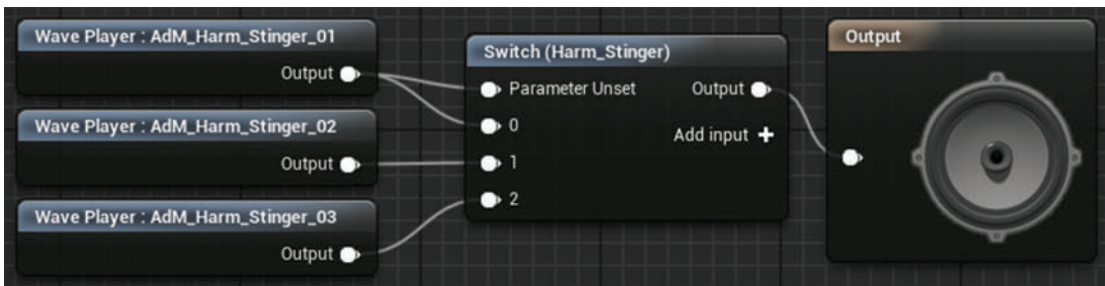 Wave Player : AdM_Harm_Stinger_01
Output
Wave Player : AdM_Harm_Stinger_02
Output
Wave Player : AdM_Harm_Stinger_03
Output
Switch (Harm_Stinger)
Parameter Unset Output
0
Add input +
1
2
Output